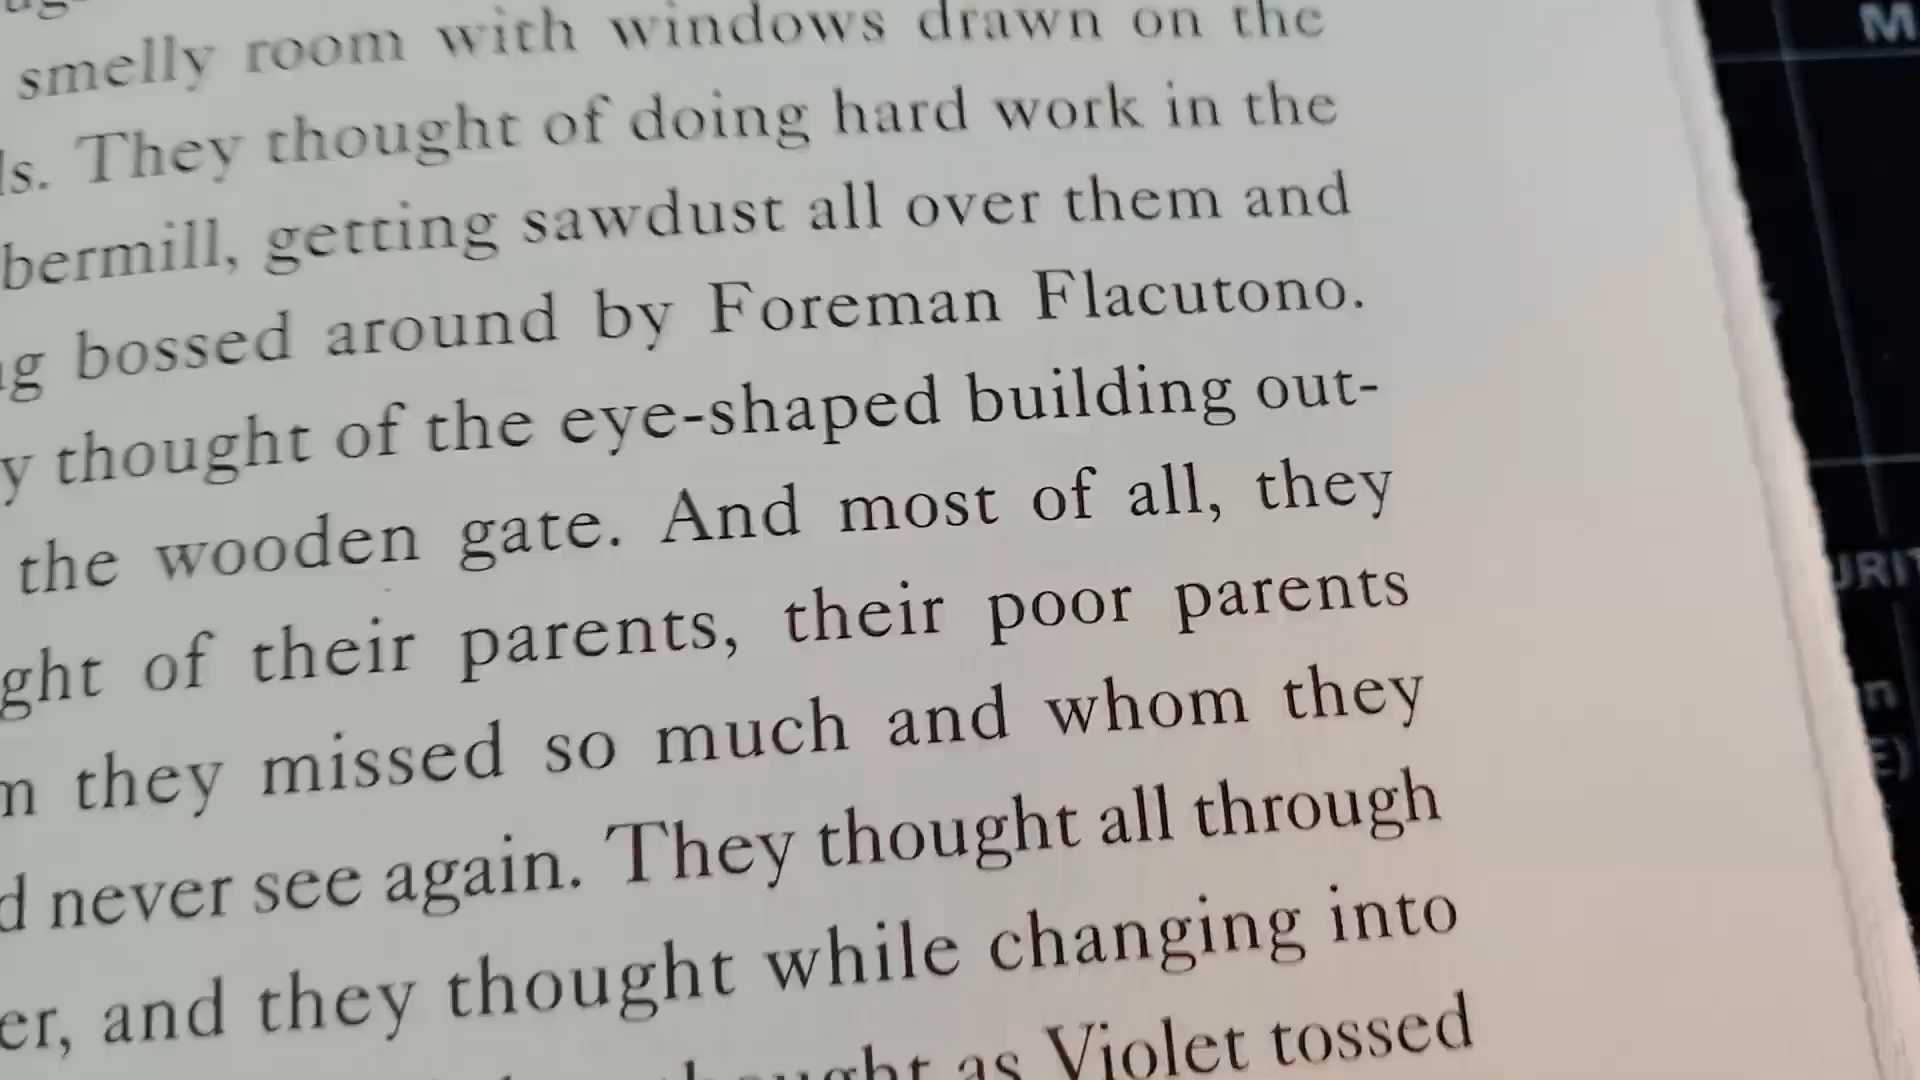 smelly room with windows drawn on the
ls. They thought of doing hard work in the
bermill, getting sawdust all over them and
g bossed around by Foreman Flacutono.
y thought of the eye-shaped building out-
the wooden gate. And most of all, they
ght of their parents, their poor parents
m they missed so much and whom they
d never see again. They thought all through
er, and they thought while changing into
as Violet tossed
M
URIT
n
E)